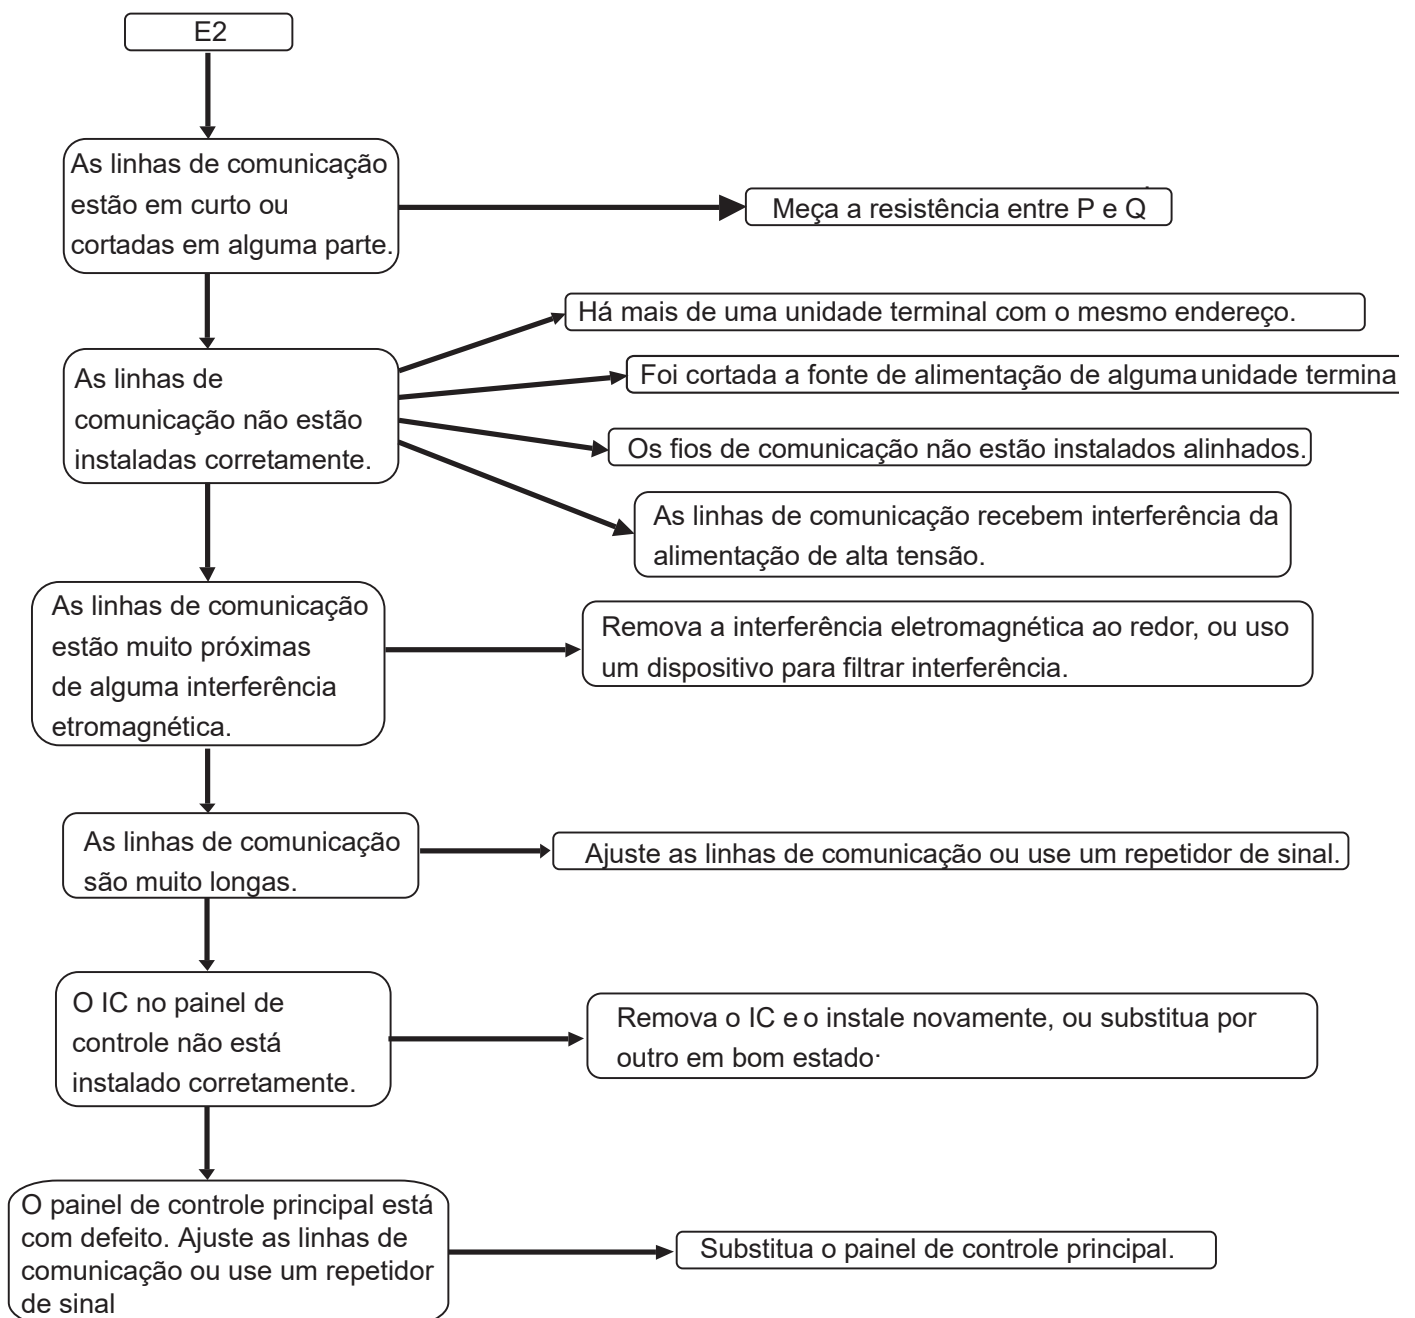 E2
As linhas de comunicação
estão em curto ou
cortadas em alguma parte.
Meça a resistência entre P e Q
As linhas de
comunicação não estão
instaladas corretamente.
Há mais de uma unidade terminal com o mesmo endereço.
Foi cortada a fonte de alimentação de alguma unidade termina
Os fios de comunicação não estão instalados alinhados.
As linhas de comunicação recebem interferência da
alimentação de alta tensão.
As linhas de comunicação
estão muito próximas
de alguma interferência
etromagnética.
Remova a interferência eletromagnética ao redor, ou uso
um dispositivo para filtrar interferência.
As linhas de comunicação
são muito longas.
Ajuste as linhas de comunicação ou use um repetidor de sinal.
O IC no painel de
controle não está
instalado corretamente.
Remova o IC e o instale novamente, ou substitua por
outro em bom estado·
O painel de controle principal está
com defeito. Ajuste as linhas de
comunicação ou use um repetidor
de sinal
Substitua o painel de controle principal.